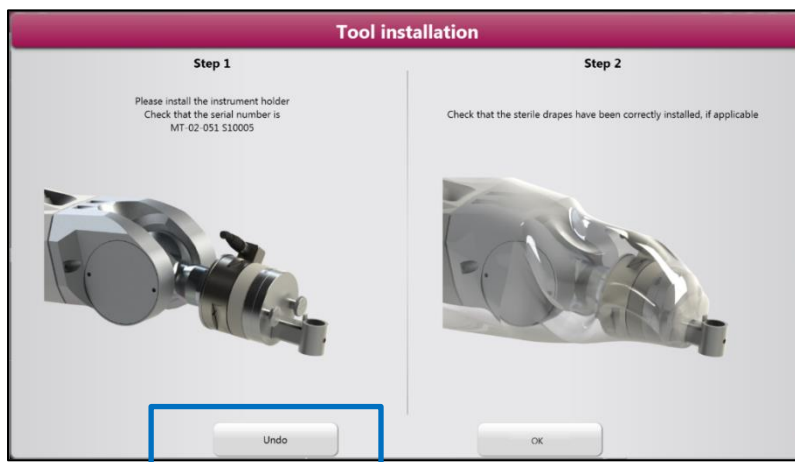 Tool installation
Step 1
Please install the instrument holder
Check that the serial number is
MT-02-051 S10005
Step 2
Check that the sterile drapes have been correctly installed, if applicable
Undo
OK